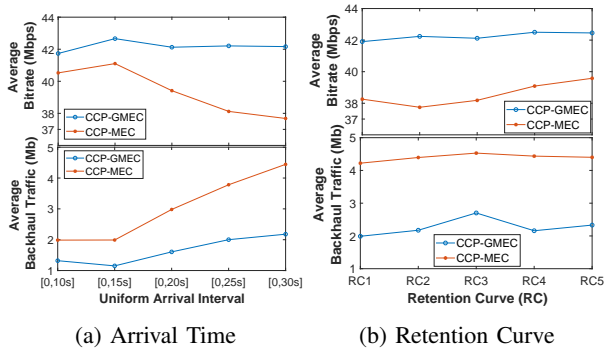 Average
Bitrate (Mbps)
44
42
40
38
CCP-GMEC
CCP-MEC
Average
Backhaul Traffic (Mb)
5
4
3
2
1
CCP-GMEC
CCP-MEC
[0,10s]
[0,15s]
[0,20s]
[0,25s]
[0,30s]
Uniform Arrival Interval
(a) Arrival Time
Average
Bitrate (Mbps)
44
42
40
38
37
CCP-GMEC
CCP-MEC
Average
Backhaul Traffic (Mb)
5
4
3
2
1
CCP-GMEC
CCP-MEC
RC1
RC2
RC3
RC4
RC5
Retention Curve (RC)
(b) Retention Curve